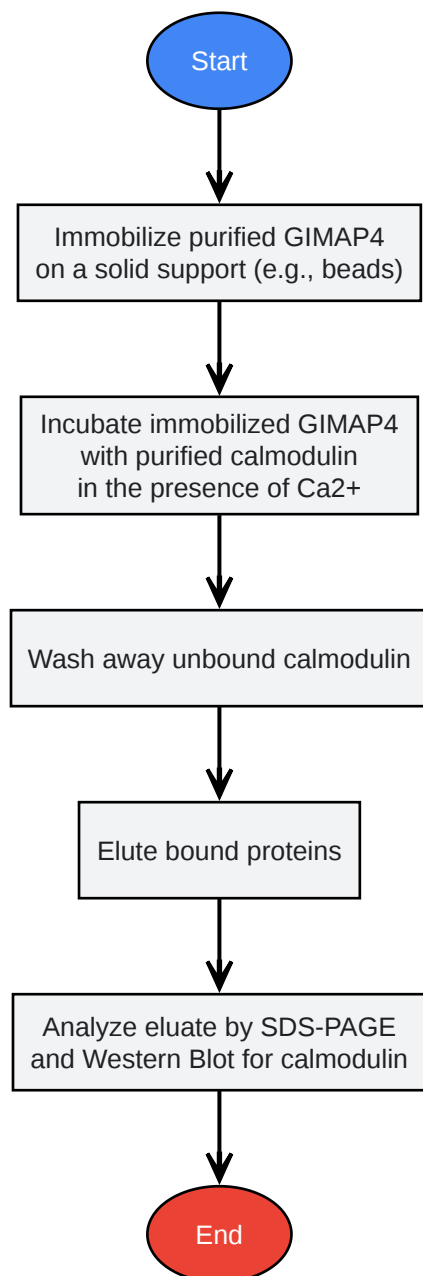 Start
Immobilize purified GIMAP4
on a solid support (e.g., beads)
Incubate immobilized GIMAP4
with purified calmodulin
in the presence of Ca2+
Wash away unbound calmodulin
Elute bound proteins
Analyze eluate by SDS-PAGE
and Western Blot for calmodulin
End